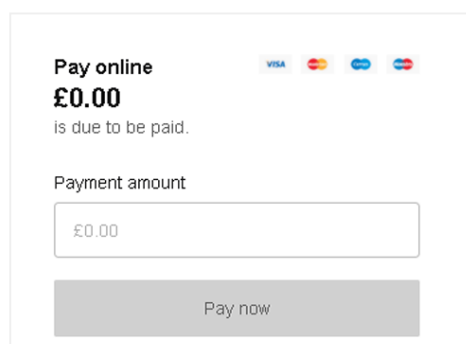 Pay online
VISA
£0.00
is due to be paid.
Payment amount
£0.00
Pay now